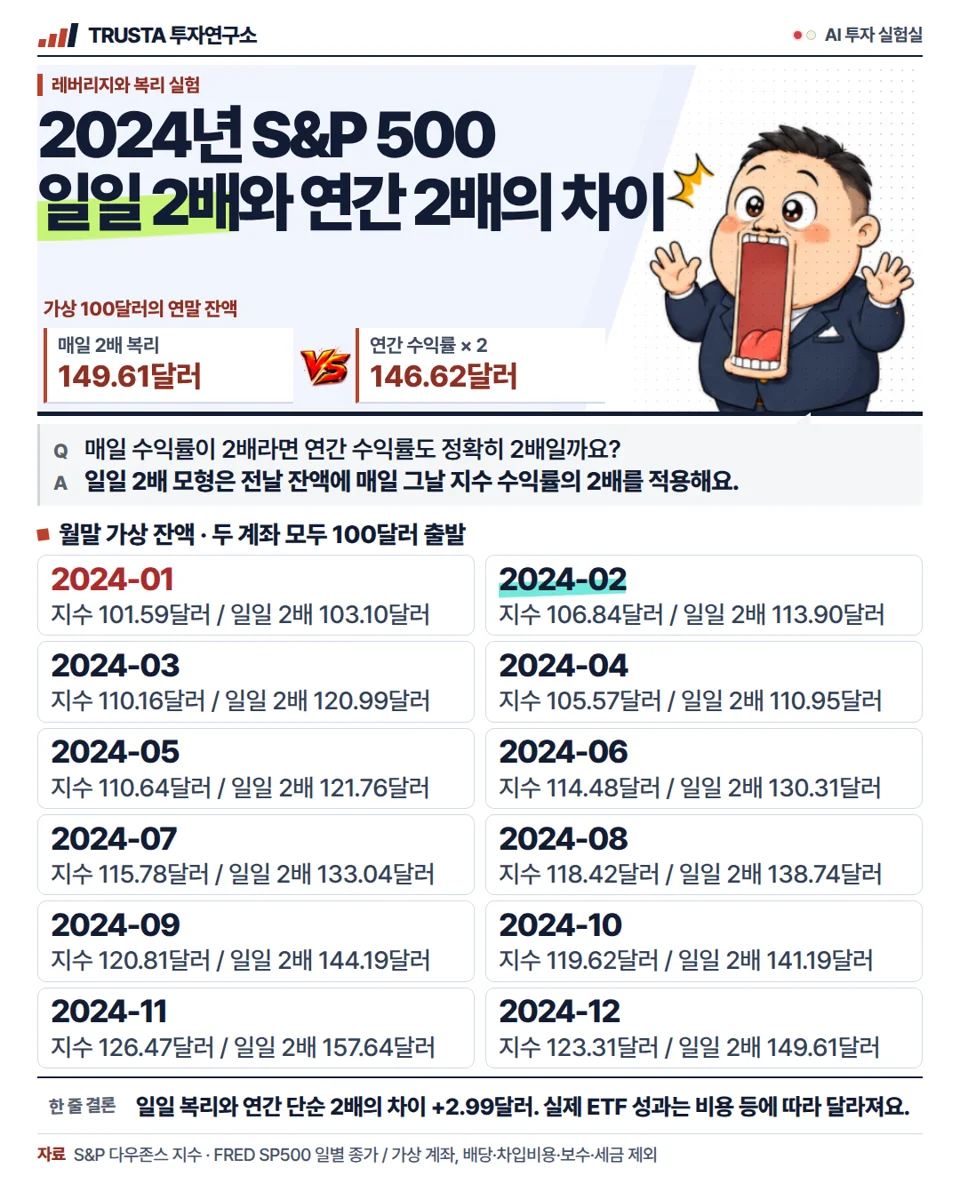 TRUSTA 투자연구소
AI 투자 실험실
레버리지와 복리 실험
2024년 S&P 500
일일 2배와 연간 2배의 차이
가상 100달러의 연말 잔액
매일 2배 복리
149.61달러
VS
연간 수익률 × 2
146.62달러
Q 매일 수익률이 2배라면 연간 수익률도 정확히 2배일까요?
A 일일 2배 모형은 전날 잔액에 매일 그날 지수 수익률의 2배를 적용해요.
월말 가상 잔액 · 두 계좌 모두 100달러 출발
2024-01
지수 101.59달러 / 일일 2배 103.10달러
2024-02
지수 106.84달러 / 일일 2배 113.90달러
2024-03
지수 110.16달러 / 일일 2배 120.99달러
2024-04
지수 105.57달러 / 일일 2배 110.95달러
2024-05
지수 110.64달러 / 일일 2배 121.76달러
2024-06
지수 114.48달러 / 일일 2배 130.31달러
2024-07
지수 115.78달러 / 일일 2배 133.04달러
2024-08
지수 118.42달러 / 일일 2배 138.74달러
2024-09
지수 120.81달러 / 일일 2배 144.19달러
2024-10
지수 119.62달러 / 일일 2배 141.19달러
2024-11
지수 126.47달러 / 일일 2배 157.64달러
2024-12
지수 123.31달러 / 일일 2배 149.61달러
한 줄 결론 일일 복리와 연간 단순 2배의 차이 +2.99달러. 실제 ETF 성과는 비용 등에 따라 달라져요.
자료 S&P 다우존스 지수 · FRED SP500 일별 종가 / 가상 계좌, 배당·차입비용·보수·세금 제외